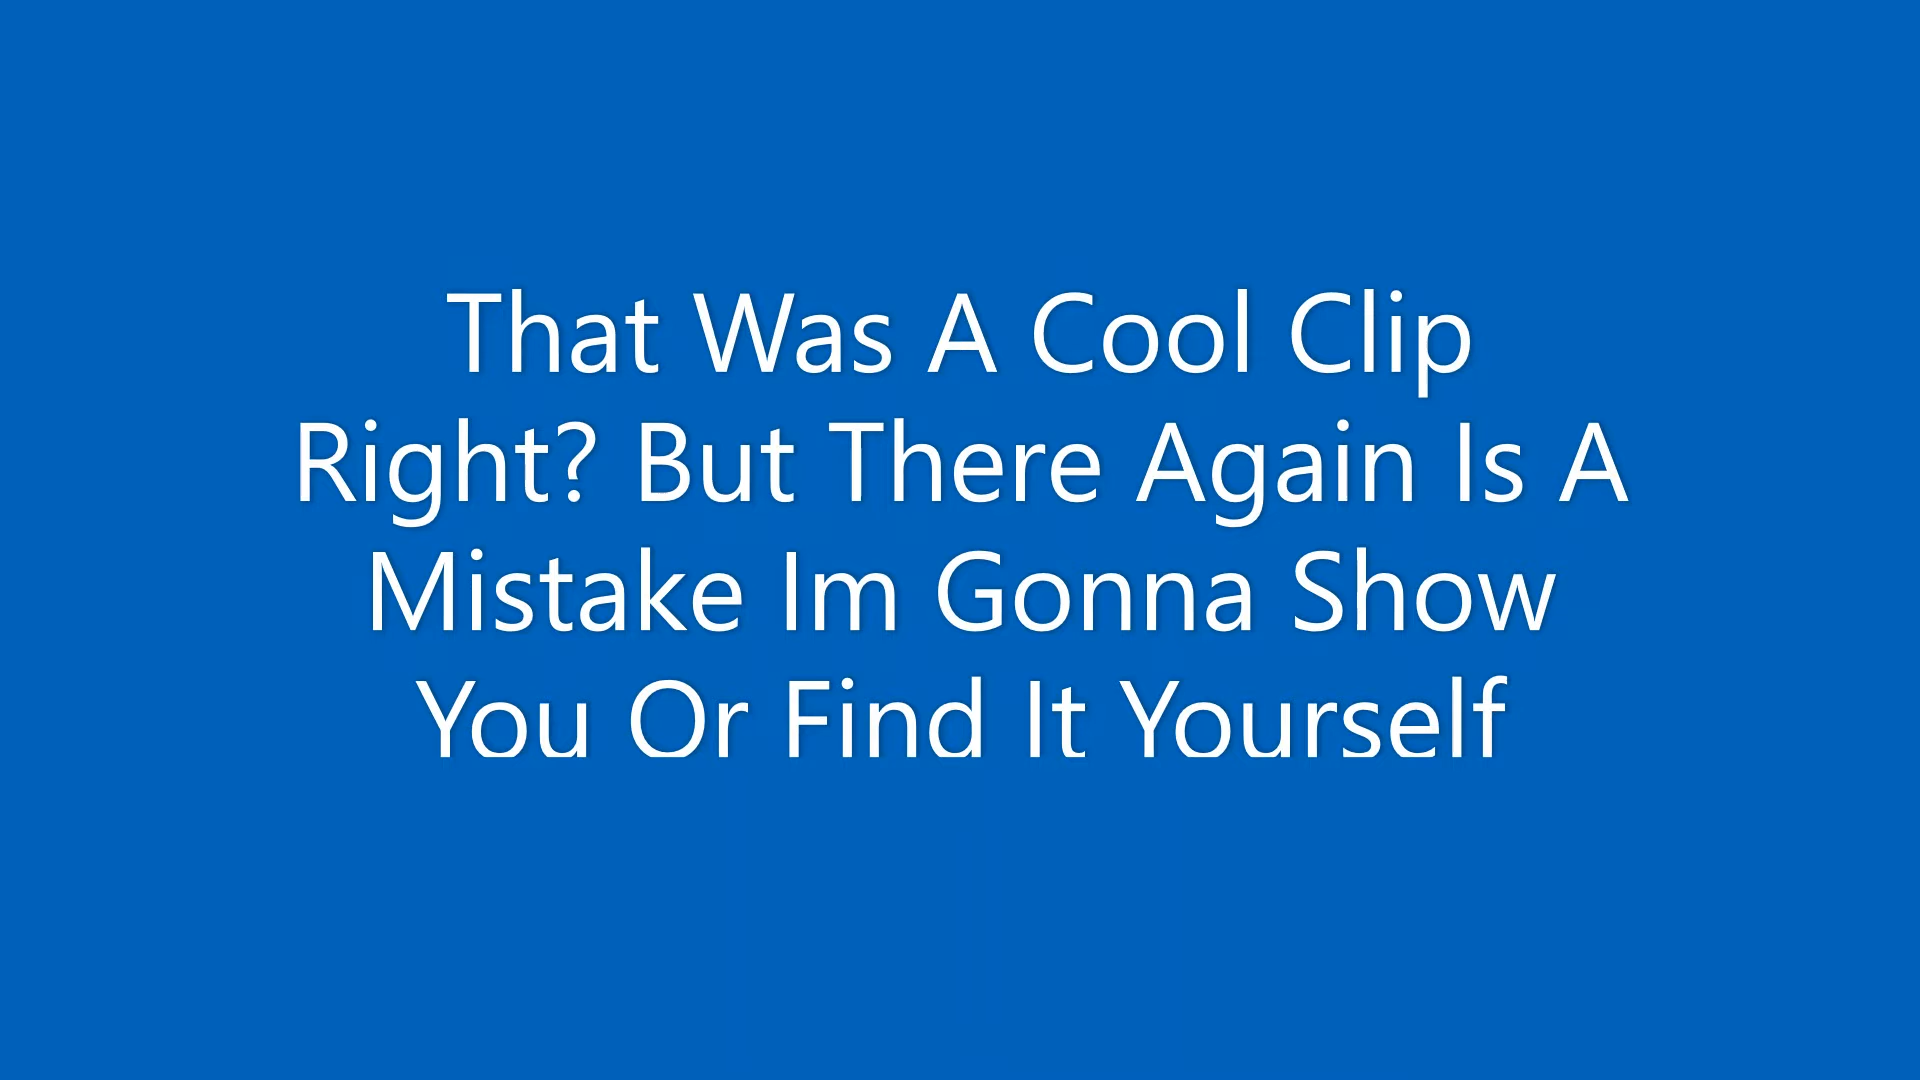 That Was A Cool Clip
Right? But There Again Is A
Mistake Im Gonna Show
You Or Find It Yourself